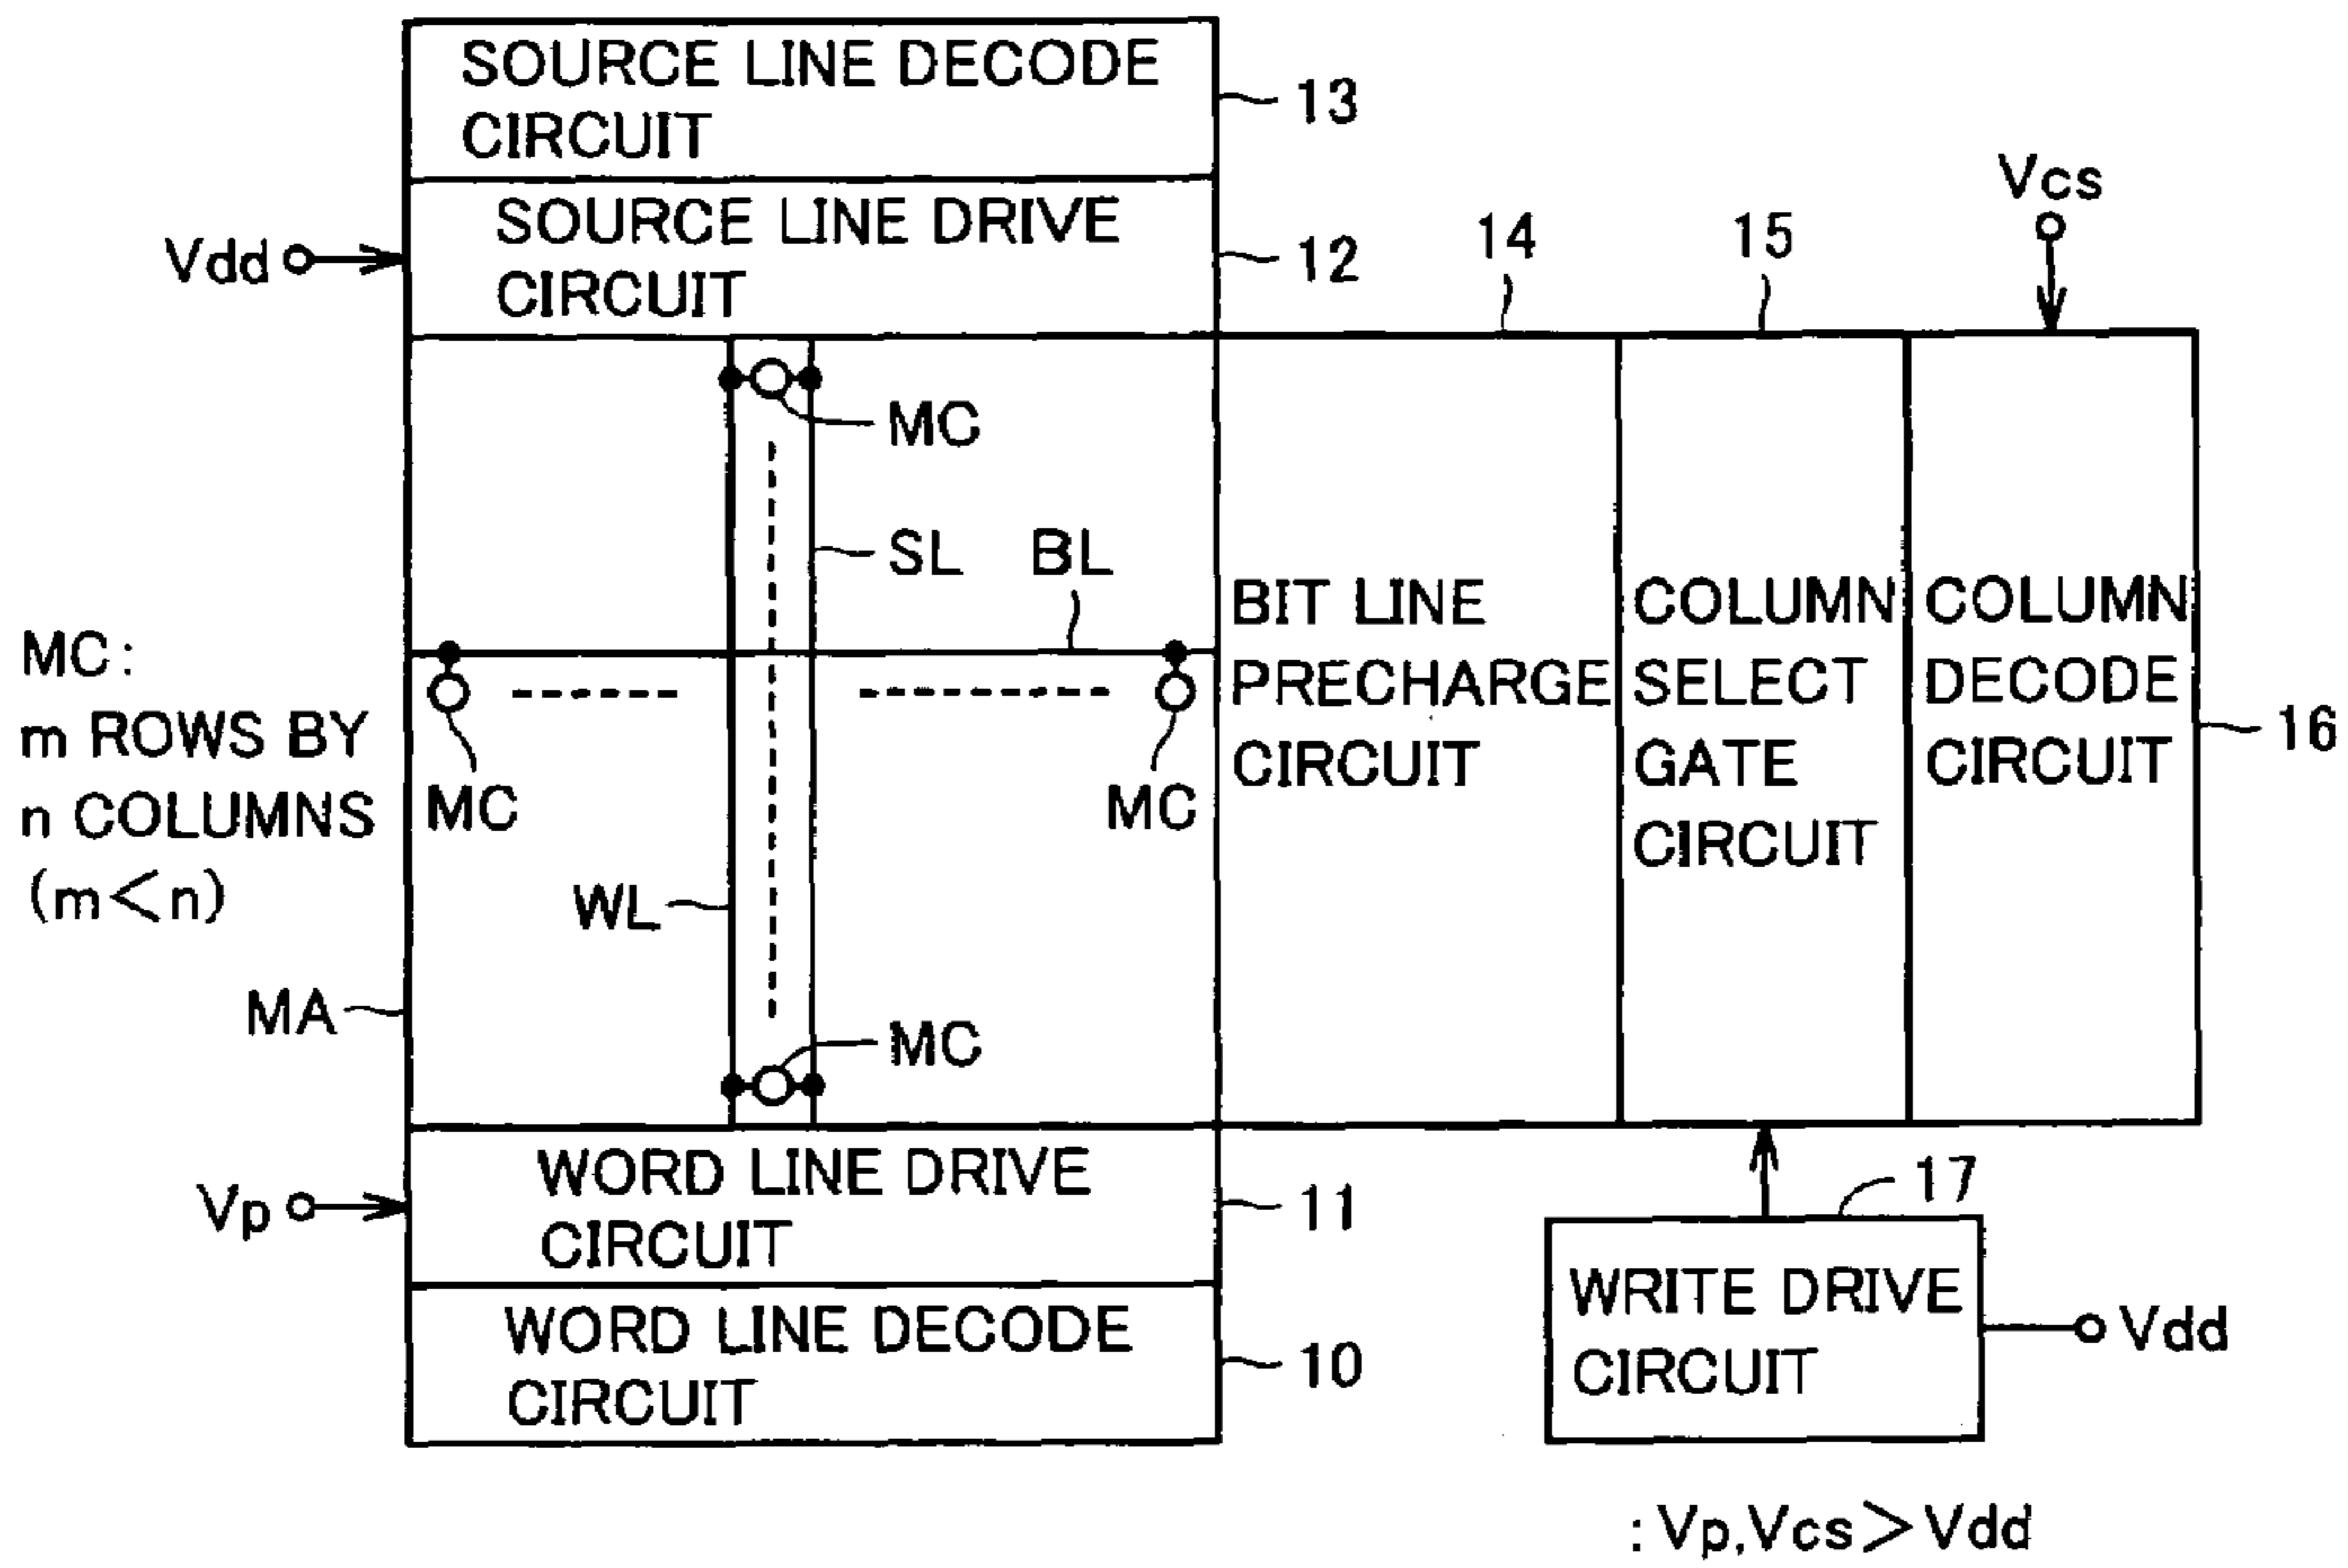 SOURCE LINE DECODE
CIRCUIT
13
SOURCE LINE DRIVE
CIRCUIT
12
Vdd
14
15
Vcs
MC
SL
BL
BIT LINE
PRECHARGE
CIRCUIT
COLUMN
SELECT
GATE
CIRCUIT
COLUMN
DECODE
CIRCUIT
16
MC:
m ROWS BY
n COLUMNS
(m<n)
MC
MC
WL
MA
MC
WORD LINE DRIVE
CIRCUIT
11
Vp
WORD LINE DECODE
CIRCUIT
10
17
WRITE DRIVE
CIRCUIT
Vdd
:Vp,Vcs>Vdd